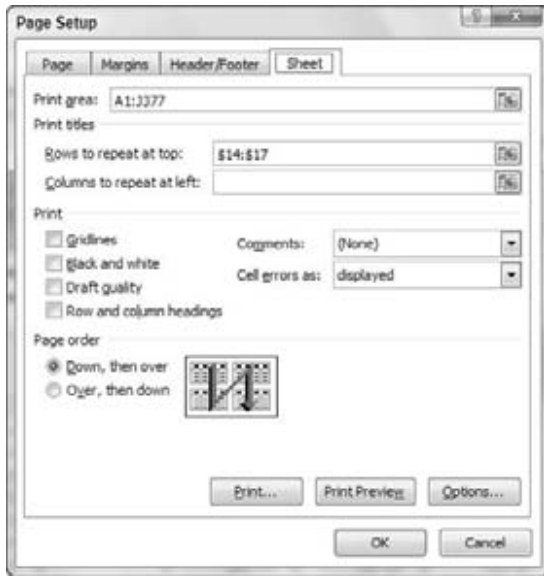 Page Setup
Page Margins Header/Footer Sheet
Print area: A1:J377
Print titles
Rows to repeat at top: $14:$17
Columns to repeat at left:
Print
Gridlines
Comments: (None)
Black and white
Cell errors as: displayed
Draft quality
Row and column headings
Page order
Down, then over
Over, then down
Print... Print Preview Options...
OK Cancel